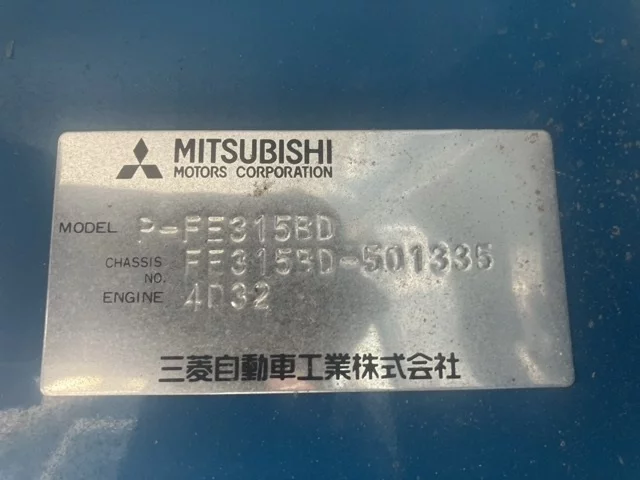 MITSUBISHI
MOTORS CORPORATION
MODEL P-FE315BD
CHASSIS NO. FE315BD-501335
ENGINE 4D32
三菱自動車工業株式会社